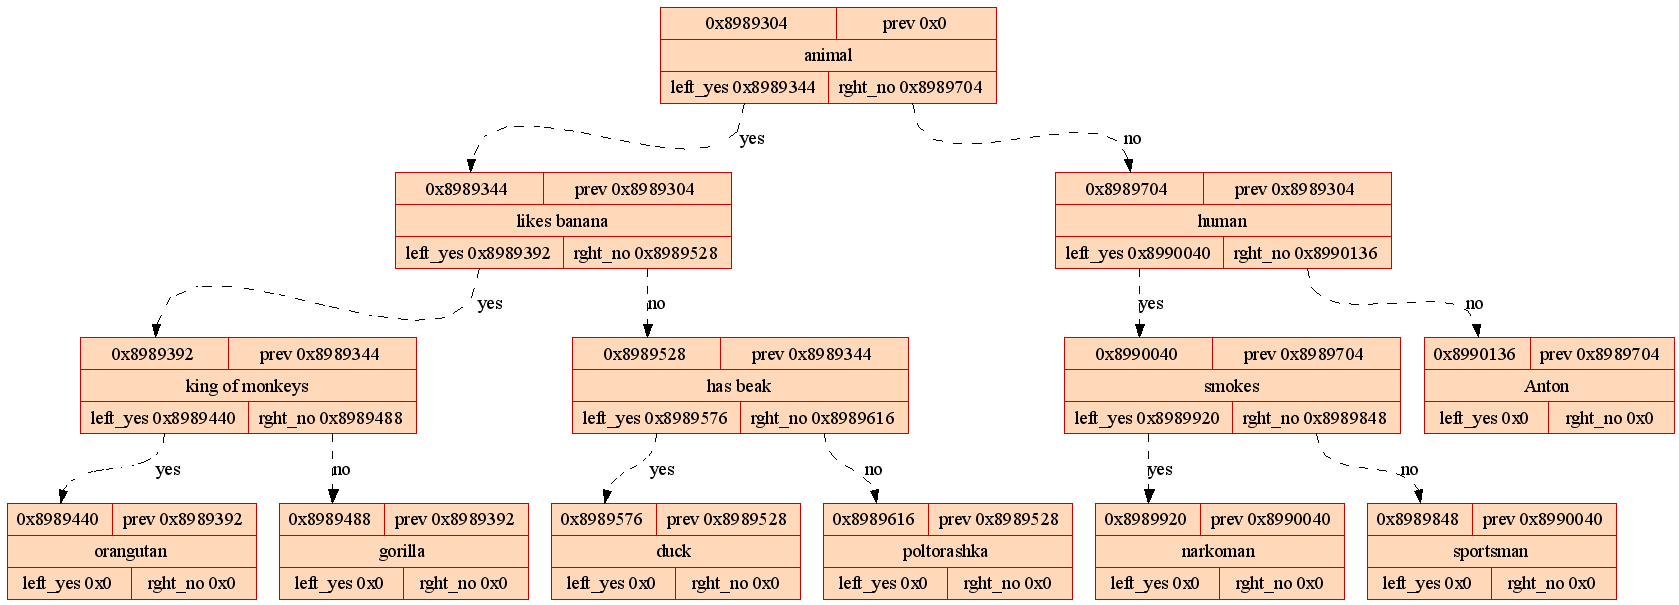 0x8989304 prev 0x0
animal
left_yes 0x8989344 rght_no 0x8989704
yes no
0x8989344 prev 0x8989304
likes banana
left_yes 0x8989392 rght_no 0x8989528
0x8989704 prev 0x8989304
human
left_yes 0x8990040 rght_no 0x8990136
yes no yes no
0x8989392 prev 0x8989344
king of monkeys
left_yes 0x8989440 rght_no 0x8989488
0x8989528 prev 0x8989344
has beak
left_yes 0x8989576 rght_no 0x8989616
0x8990040 prev 0x8989704
smokes
left_yes 0x8989920 rght_no 0x8989848
0x8990136 prev 0x8989704
Anton
left_yes 0x0 rght_no 0x0
yes no yes no yes no
0x8989440 prev 0x8989392
orangutan
left_yes 0x0 rght_no 0x0
0x8989488 prev 0x8989392
gorilla
left_yes 0x0 rght_no 0x0
0x8989576 prev 0x8989528
duck
left_yes 0x0 rght_no 0x0
0x8989616 prev 0x8989528
poltorashka
left_yes 0x0 rght_no 0x0
0x8989920 prev 0x8990040
narkoman
left_yes 0x0 rght_no 0x0
0x8989848 prev 0x8990040
sportsman
left_yes 0x0 rght_no 0x0